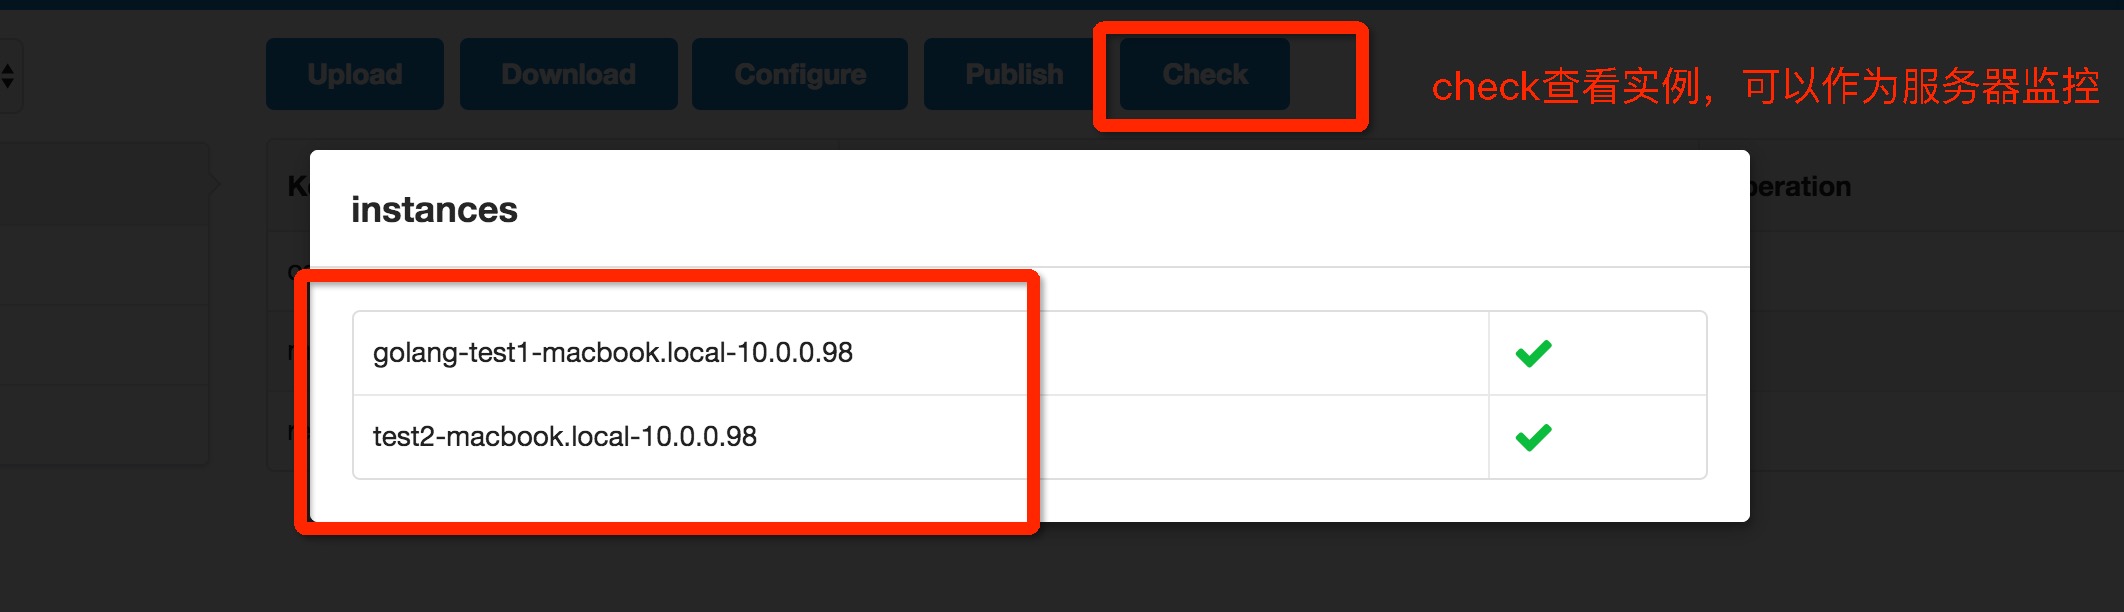 Upload Download Configure Publish Check
check查看实例，可以作为服务器监控
instances
golang-test1-macbook.local-10.0.0.98
test2-macbook.local-10.0.0.98